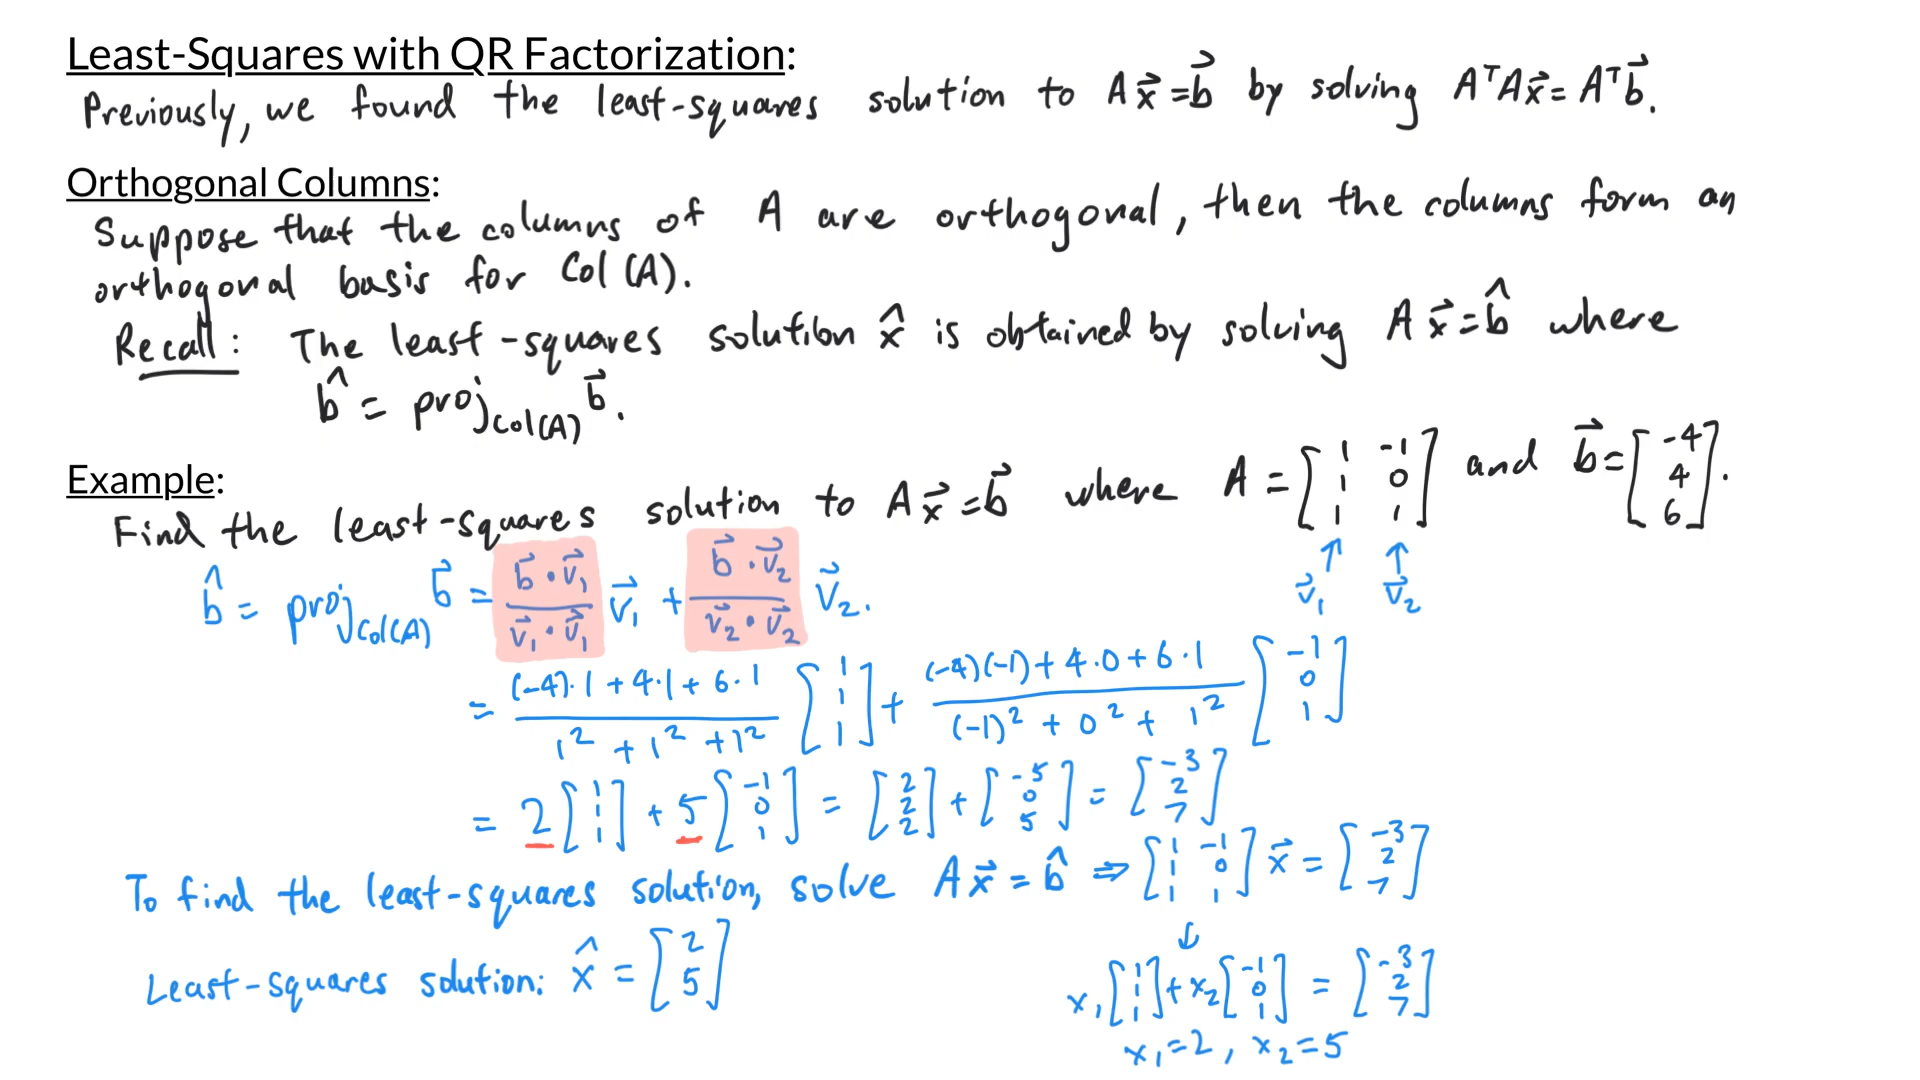 Least-Squares with QR Factorization:
Previously, we found the least-squares solution to Ax⃗=b⃗ by solving AᵀAx⃗=Aᵀb⃗.
Orthogonal Columns:
Suppose that the columns of A are orthogonal, then the columns form an
orthogonal basis for Col(A).
Recall: The least-squares solution x̂ is obtained by solving Ax⃗=b̂ where
b̂ = proj_Col(A) b⃗.
Example:
Find the least-squares solution to Ax⃗=b⃗ where A = [1 -1; 1 0; 1 1] and b⃗=[-4; 4; 6].
↑ ↑
v⃗₁ v⃗₂
b̂ = proj_Col(A) b⃗ = (b⃗·v⃗₁)/(v⃗₁·v⃗₁) v⃗₁ + (b⃗·v⃗₂)/(v⃗₂·v⃗₂) v⃗₂.
= ((-4)·1+4·1+6·1)/(1²+1²+1²) [1; 1; 1] + ((-4)(-1)+4·0+6·1)/((-1)²+0²+1²) [-1; 0; 1]
= 2[1; 1; 1] + 5[-1; 0; 1] = [2; 2; 2] + [-5; 0; 5] = [-3; 2; 7]
To find the least-squares solution, solve Ax⃗=b̂ ⇒ [1 -1; 1 0; 1 1] x⃗ = [-3; 2; 7]
↓
x₁[1; 1; 1] + x₂[-1; 0; 1] = [-3; 2; 7]
x₁=2, x₂=5
Least-squares solution: x̂ = [2; 5]